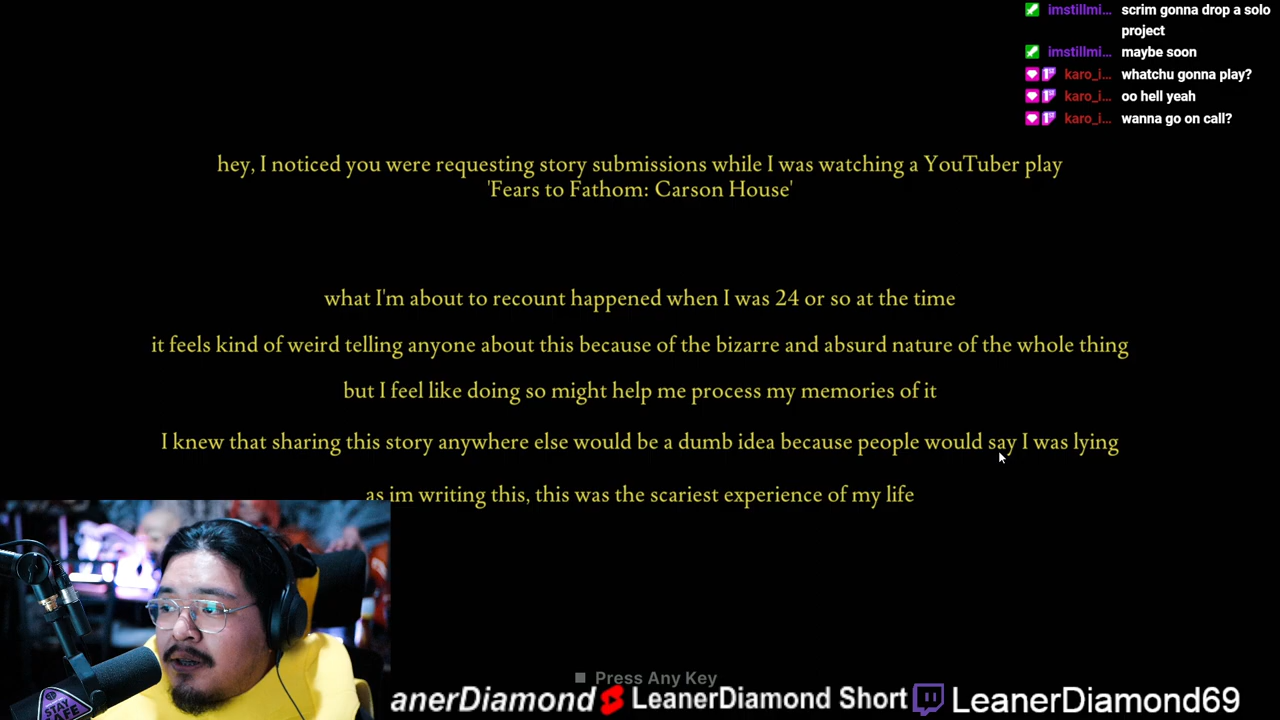 imstillmi... scrim gonna drop a solo
project
imstillmi... maybe soon
karo_i... whatchu gonna play?
karo_i... oo hell yeah
karo_i... wanna go on call?
hey, I noticed you were requesting story submissions while I was watching a YouTuber play
'Fears to Fathom: Carson House'
what I'm about to recount happened when I was 24 or so at the time
it feels kind of weird telling anyone about this because of the bizarre and absurd nature of the whole thing
but I feel like doing so might help me process my memories of it
I knew that sharing this story anywhere else would be a dumb idea because people would say I was lying
as im writing this, this was the scariest experience of my life
STAY SAFE
Press Any Key
anerDiamond LeanerDiamond Short LeanerDiamond69